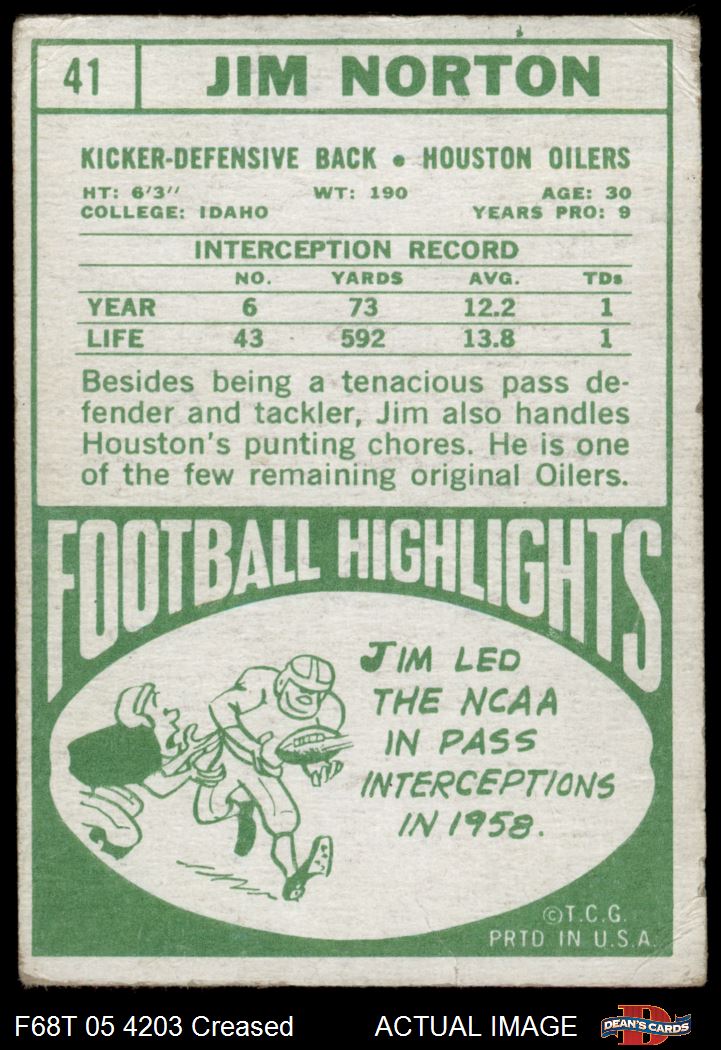 41 JIM NORTON
KICKER-DEFENSIVE BACK • HOUSTON OILERS
HT: 6'3'' WT: 190 AGE: 30
COLLEGE: IDAHO YEARS PRO: 9
INTERCEPTION RECORD
NO. YARDS AVG. TDs
YEAR 6 73 12.2 1
LIFE 43 592 13.8 1
Besides being a tenacious pass de-
fender and tackler, Jim also handles
Houston's punting chores. He is one
of the few remaining original Oilers.
FOOTBALL HIGHLIGHTS
JIM LED
THE NCAA
IN PASS
INTERCEPTIONS
IN 1958.
©T.C.G.
PRTD IN U.S.A.
F68T 05 4203 Creased ACTUAL IMAGE DEAN'S CARDS